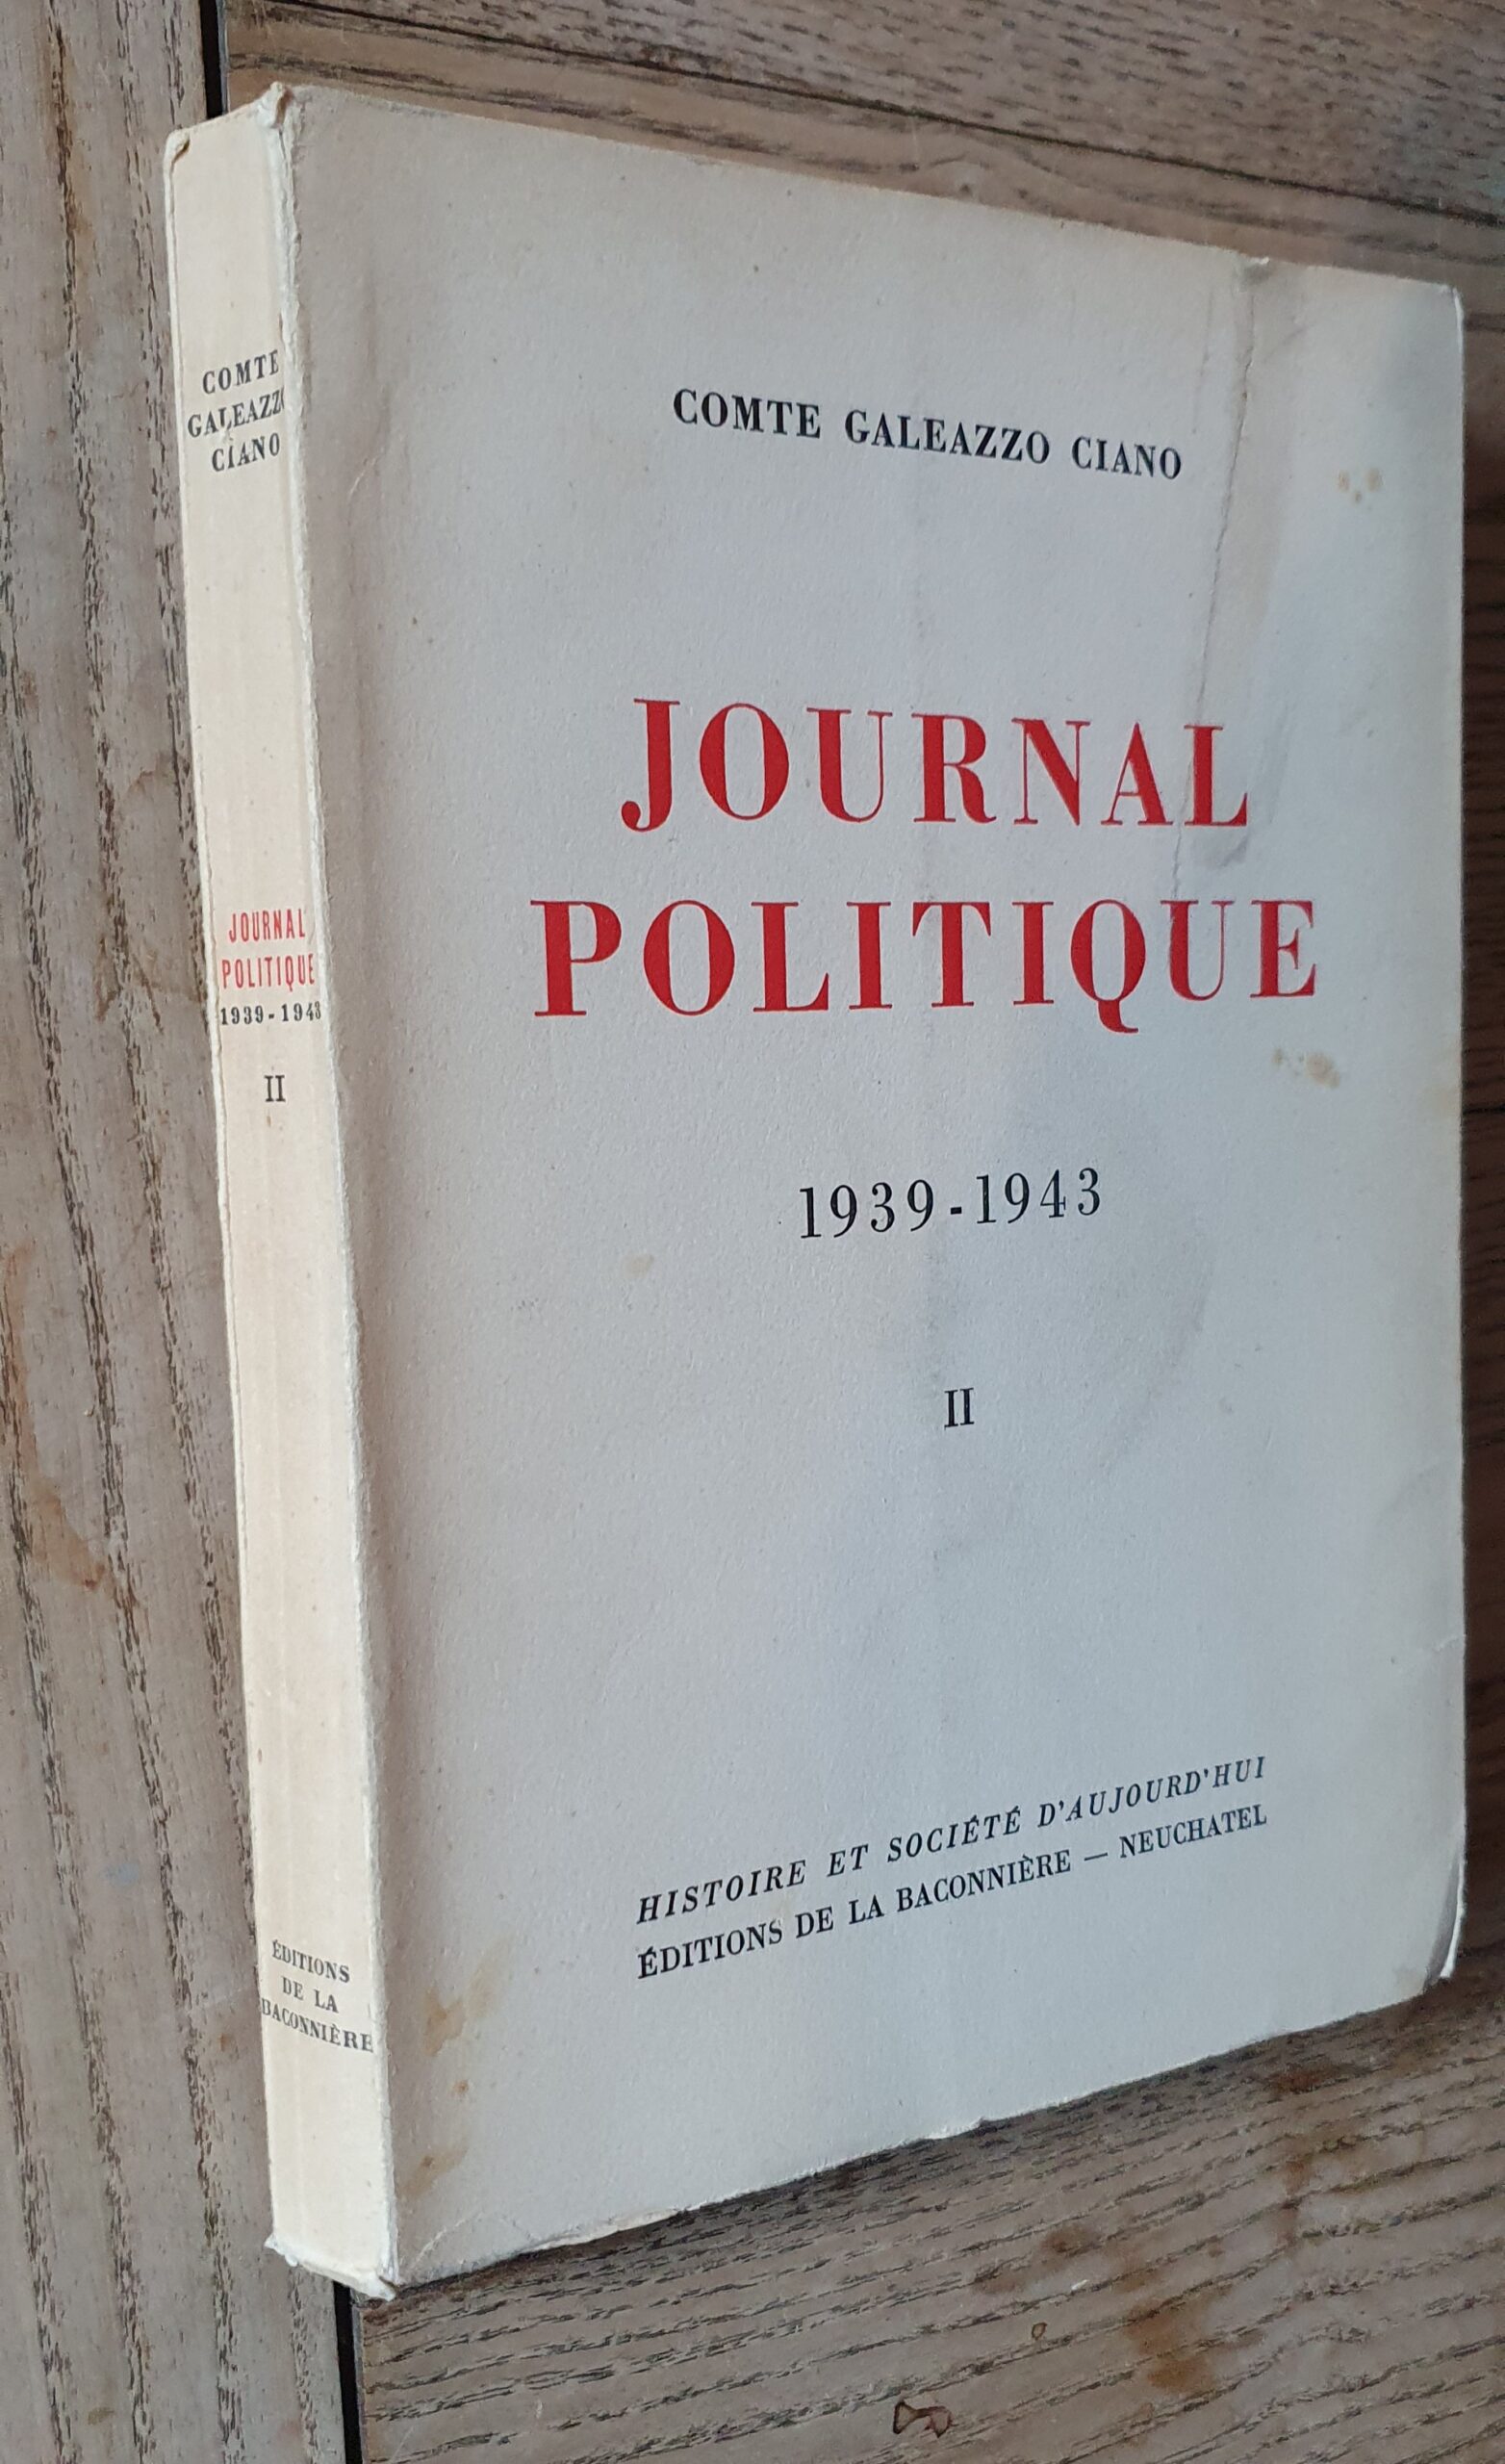 COMTE
GALEAZZO
CIANO
JOURNAL
POLITIQUE
1939-1943
II
ÉDITIONS
DE LA
BACONNIÈRE
COMTE GALEAZZO CIANO
JOURNAL
POLITIQUE
1939-1943
II
HISTOIRE ET SOCIÉTÉ D'AUJOURD'HUI
ÉDITIONS DE LA BACONNIÈRE — NEUCHATEL